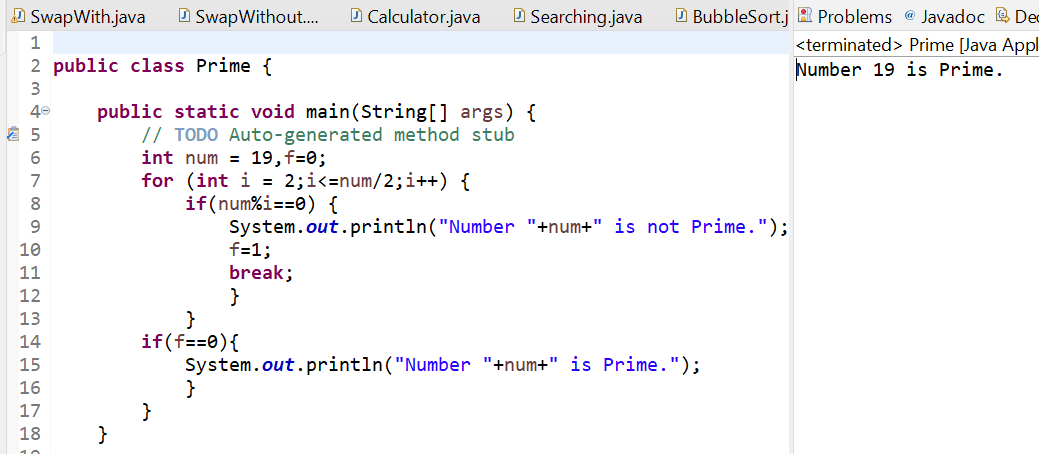 SwapWith.java SwapWithout.... Calculator.java Searching.java BubbleSort.j Problems @ Javadoc
<terminated> Prime [Java Appl
Number 19 is Prime.
1
2 public class Prime {
3
4 public static void main(String[] args) {
5 // TODO Auto-generated method stub
6 int num = 19,f=0;
7 for (int i = 2;i<=num/2;i++) {
8 if(num%i==0) {
9 System.out.println("Number "+num+" is not Prime.");
10 f=1;
11 break;
12 }
13 }
14 if(f==0){
15 System.out.println("Number "+num+" is Prime.");
16 }
17 }
18 }